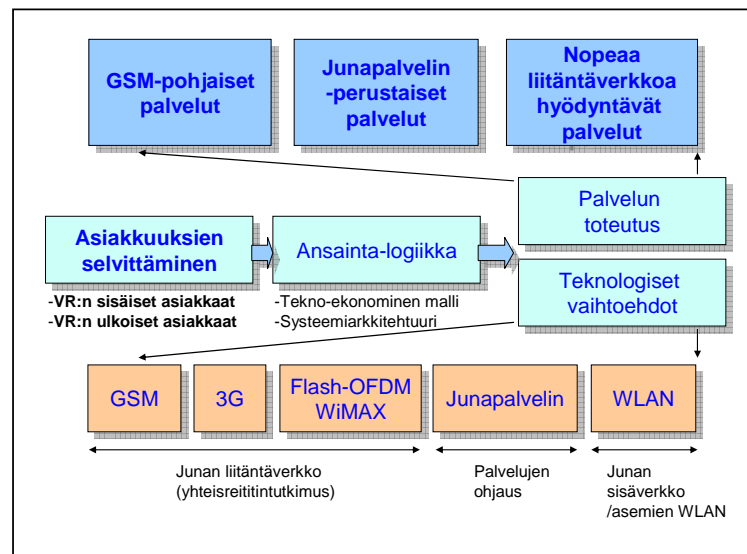 GSM-pohjaiset
palvelut
Junapalvelin
-perustaiset
palvelut
Nopeaa
liitäntäverkkoa
hyödyntävät
palvelut
Palvelun
toteutus
Asiakkuuksien
selvittäminen
Ansainta-logiikka
Teknologiset
vaihtoehdot
-VR:n sisäiset asiakkaat
-VR:n ulkoiset asiakkaat
-Tekno-ekonominen malli
-Systeemiarkkitehtuuri
GSM
3G
Flash-OFDM
WiMAX
Junapalvelin
WLAN
Junan liitäntäverkko
(yhteisreititintutkimus)
Palvelujen
ohjaus
Junan
sisäverkko
/asemien WLAN